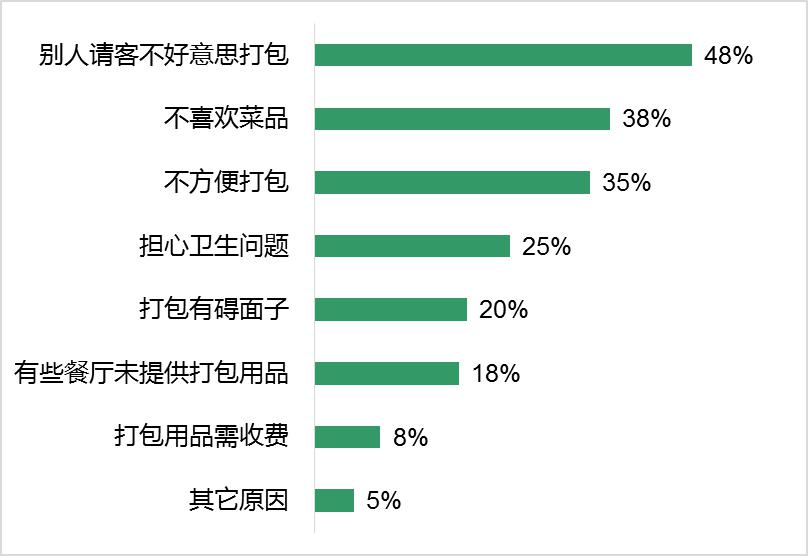 别人请客不好意思打包 48%
不喜欢菜品 38%
不方便打包 35%
担心卫生问题 25%
打包有碍面子 20%
有些餐厅未提供打包用品 18%
打包用品需收费 8%
其它原因 5%